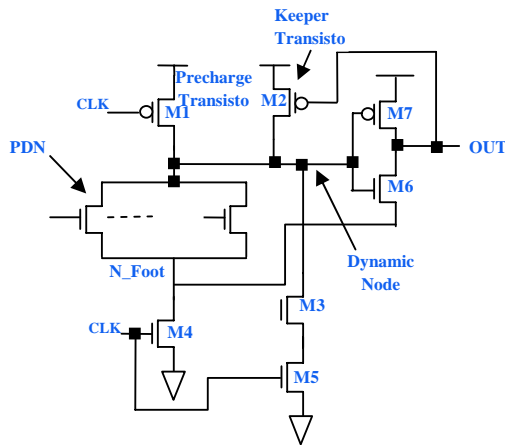 Keeper
Transisto
Precharge
Transisto
CLK
M1
M2
M7
PDN
OUT
M6
N_Foot
Dynamic
Node
M3
CLK
M4
M5